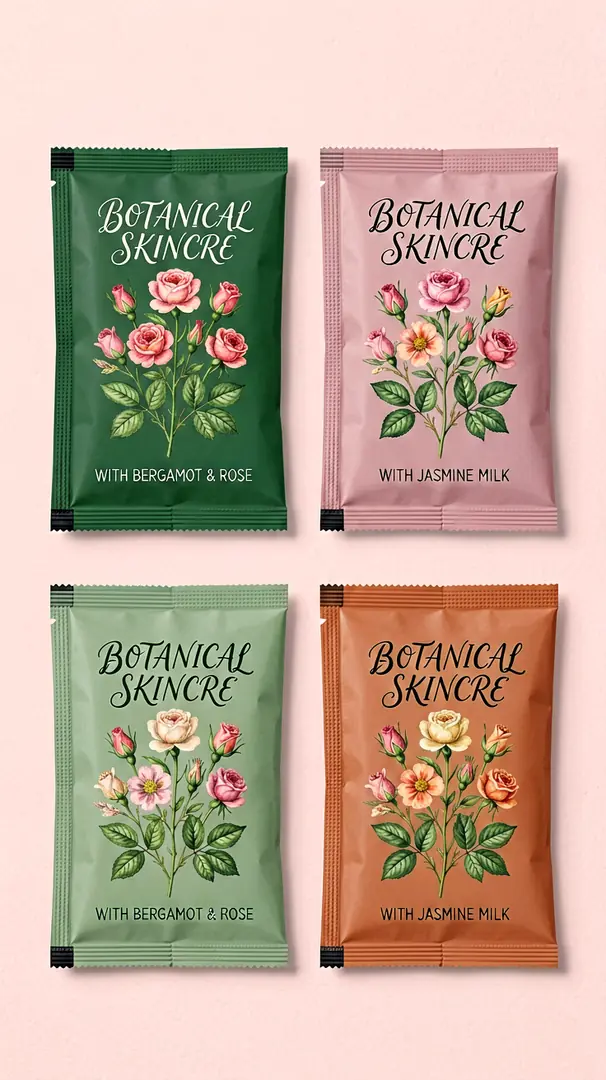 BOTANICAL
SKINCRE
WITH BERGAMOT & ROSE
BOTANICAL
SKINCRE
WITH JASMINE MILK
BOTANICAL
SKINCRE
WITH BERGAMOT & ROSE
BOTANICAL
SKINCRE
WITH JASMINE MILK